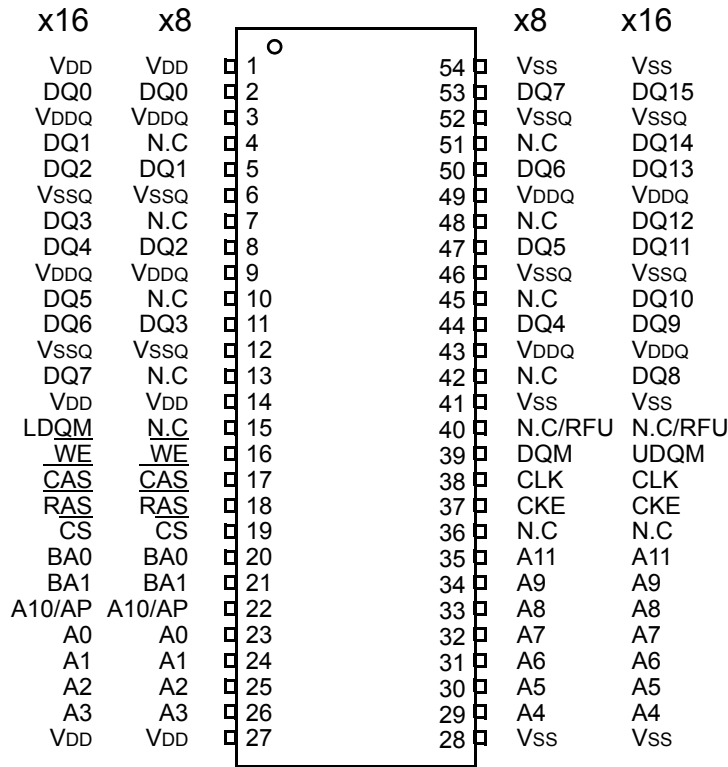 x16 x8 x8 x16
VDD VDD 1 54 VSS VSS
DQ0 DQ0 2 53 DQ7 DQ15
VDDQ VDDQ 3 52 VSSQ VSSQ
DQ1 N.C 4 51 N.C DQ14
DQ2 DQ1 5 50 DQ6 DQ13
VSSQ VSSQ 6 49 VDDQ VDDQ
DQ3 N.C 7 48 N.C DQ12
DQ4 DQ2 8 47 DQ5 DQ11
VDDQ VDDQ 9 46 VSSQ VSSQ
DQ5 N.C 10 45 N.C DQ10
DQ6 DQ3 11 44 DQ4 DQ9
VSSQ VSSQ 12 43 VDDQ VDDQ
DQ7 N.C 13 42 N.C DQ8
VDD VDD 14 41 VSS VSS
LDQM N.C 15 40 N.C/RFU N.C/RFU
WE WE 16 39 DQM UDQM
CAS CAS 17 38 CLK CLK
RAS RAS 18 37 CKE CKE
CS CS 19 36 N.C N.C
BA0 BA0 20 35 A11 A11
BA1 BA1 21 34 A9 A9
A10/AP A10/AP 22 33 A8 A8
A0 A0 23 32 A7 A7
A1 A1 24 31 A6 A6
A2 A2 25 30 A5 A5
A3 A3 26 29 A4 A4
VDD VDD 27 28 VSS VSS